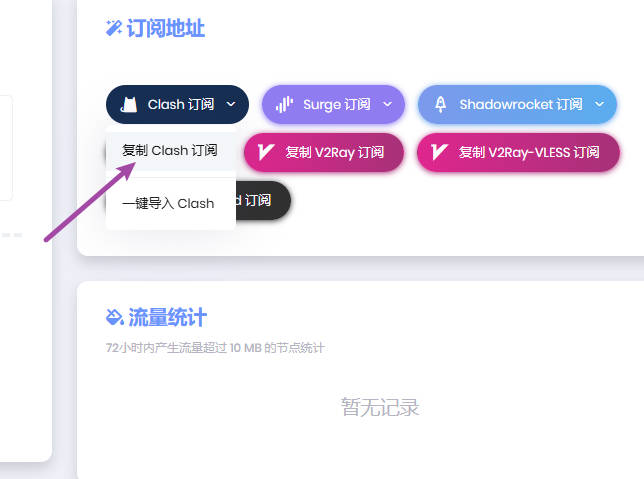 订阅地址
Clash 订阅
Surge 订阅
Shadowrocket 订阅
复制 Clash 订阅
复制 V2Ray 订阅
复制 V2Ray-VLESS 订阅
一键导入 Clash
订阅
流量统计
72小时内产生流量超过 10 MB 的节点统计
暂无记录